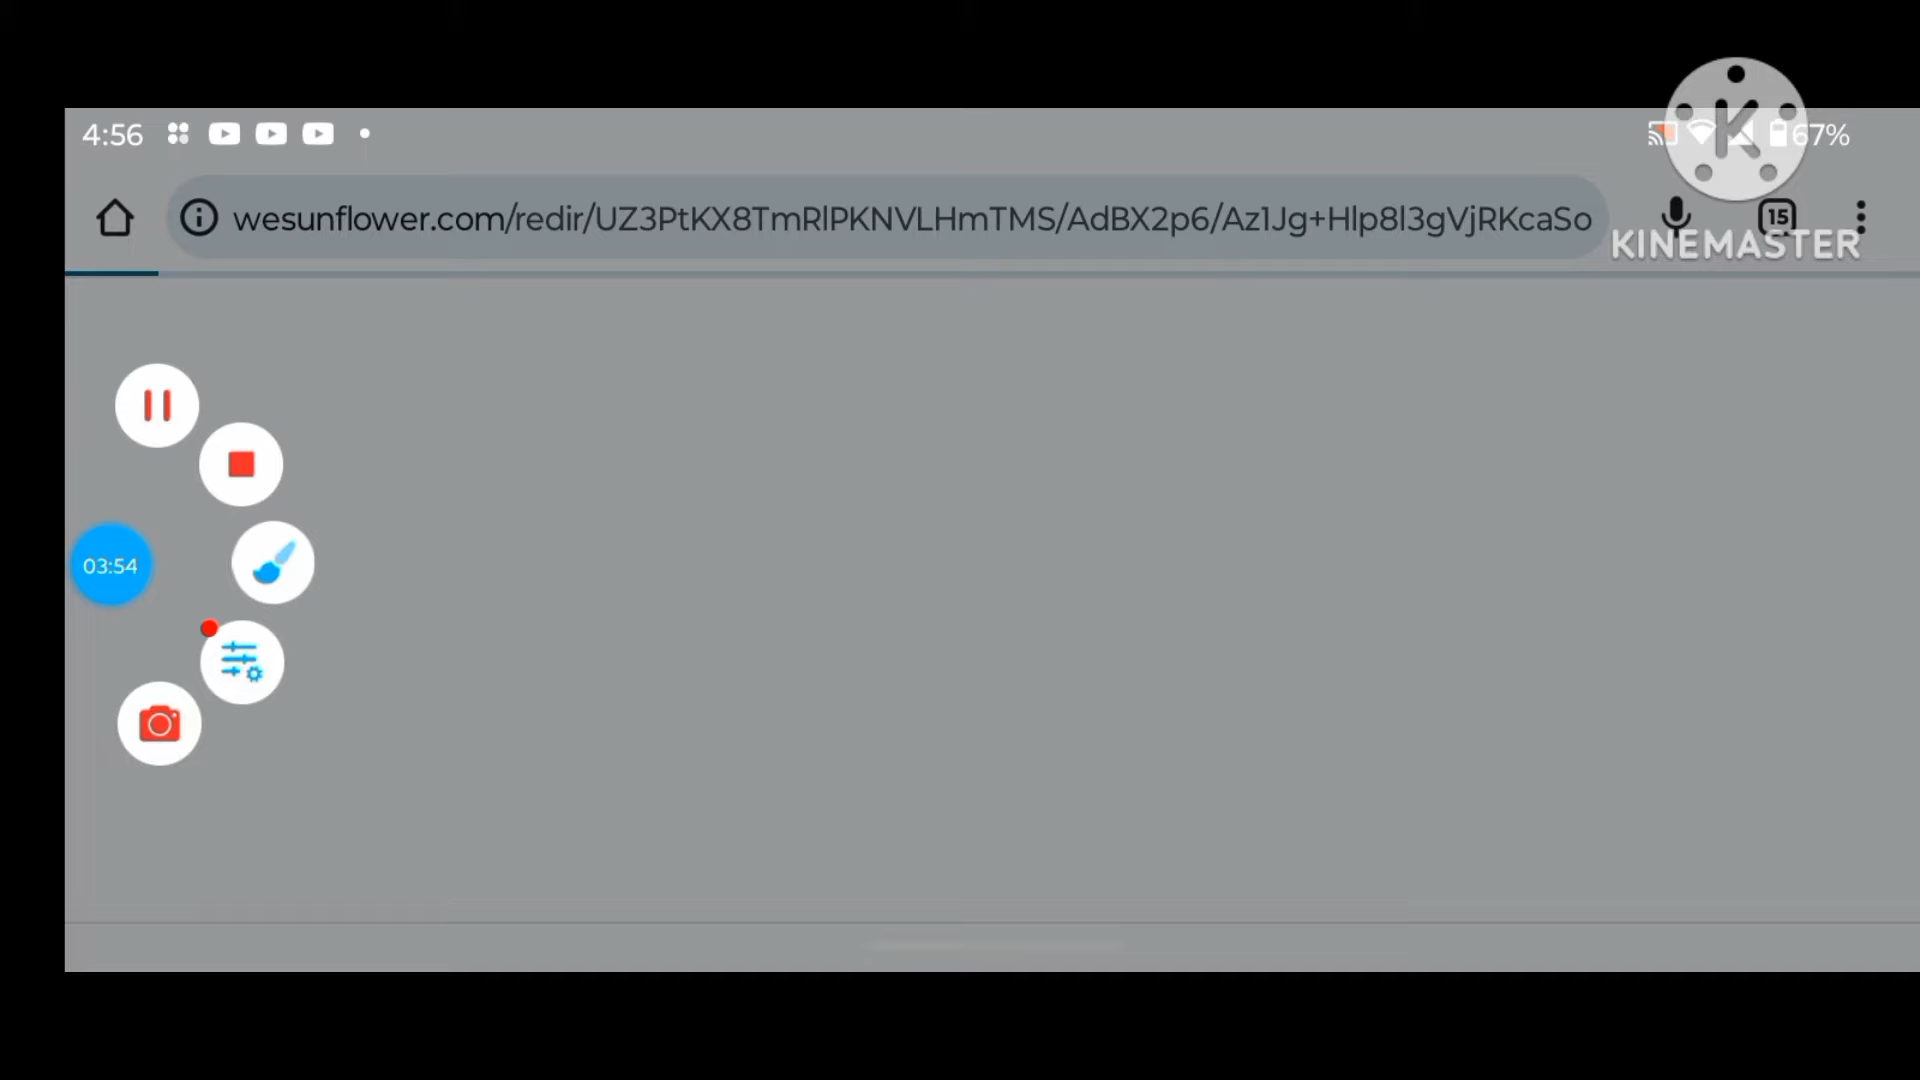 4:56
67%
wesunflower.com/redir/UZ3PtKX8TmRlPKNVLHmTMS/AdBX2p6/Az1Jg+Hlp8l3gVjRKcaSo
15
KINEMASTER
03:54